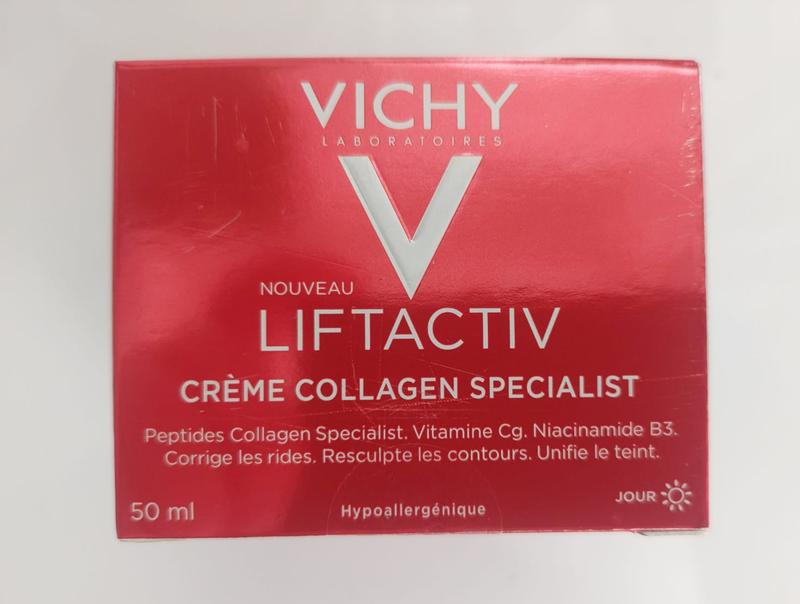 VICHY
LABORATOIRES
V
NOUVEAU
LIFTACTIV
CRÈME COLLAGEN SPECIALIST
Peptides Collagen Specialist. Vitamine Cg. Niacinamide B3.
Corrige les rides. Resculpte les contours. Unifie le teint.
50 ml
Hypoallergénique
JOUR